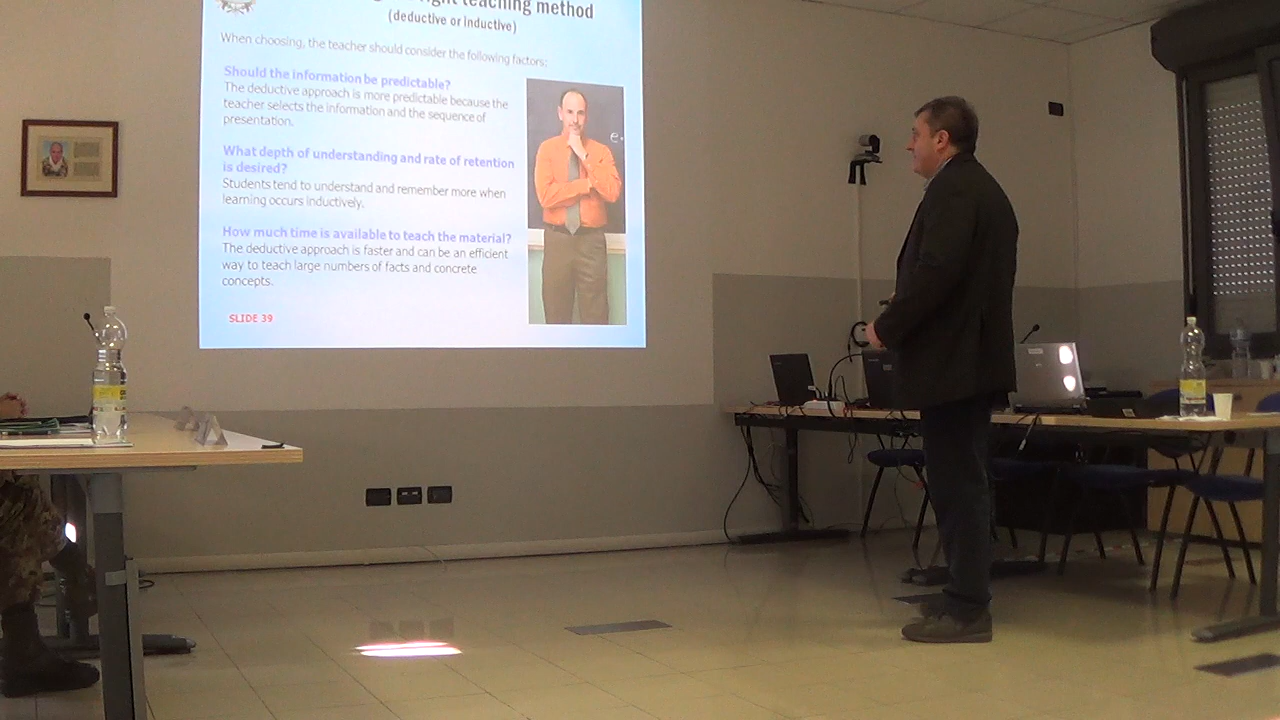 teaching method
(deductive or inductive)
When choosing, the teacher should consider the following factors:
Should the information be predictable?
The deductive approach is more predictable because the
teacher selects the information and the sequence of
presentation.
What depth of understanding and rate of retention
is desired?
Students tend to understand and remember more when
learning occurs inductively.
How much time is available to teach the material?
The deductive approach is faster and can be an efficient
way to teach large numbers of facts and concrete
concepts.
SLIDE 39